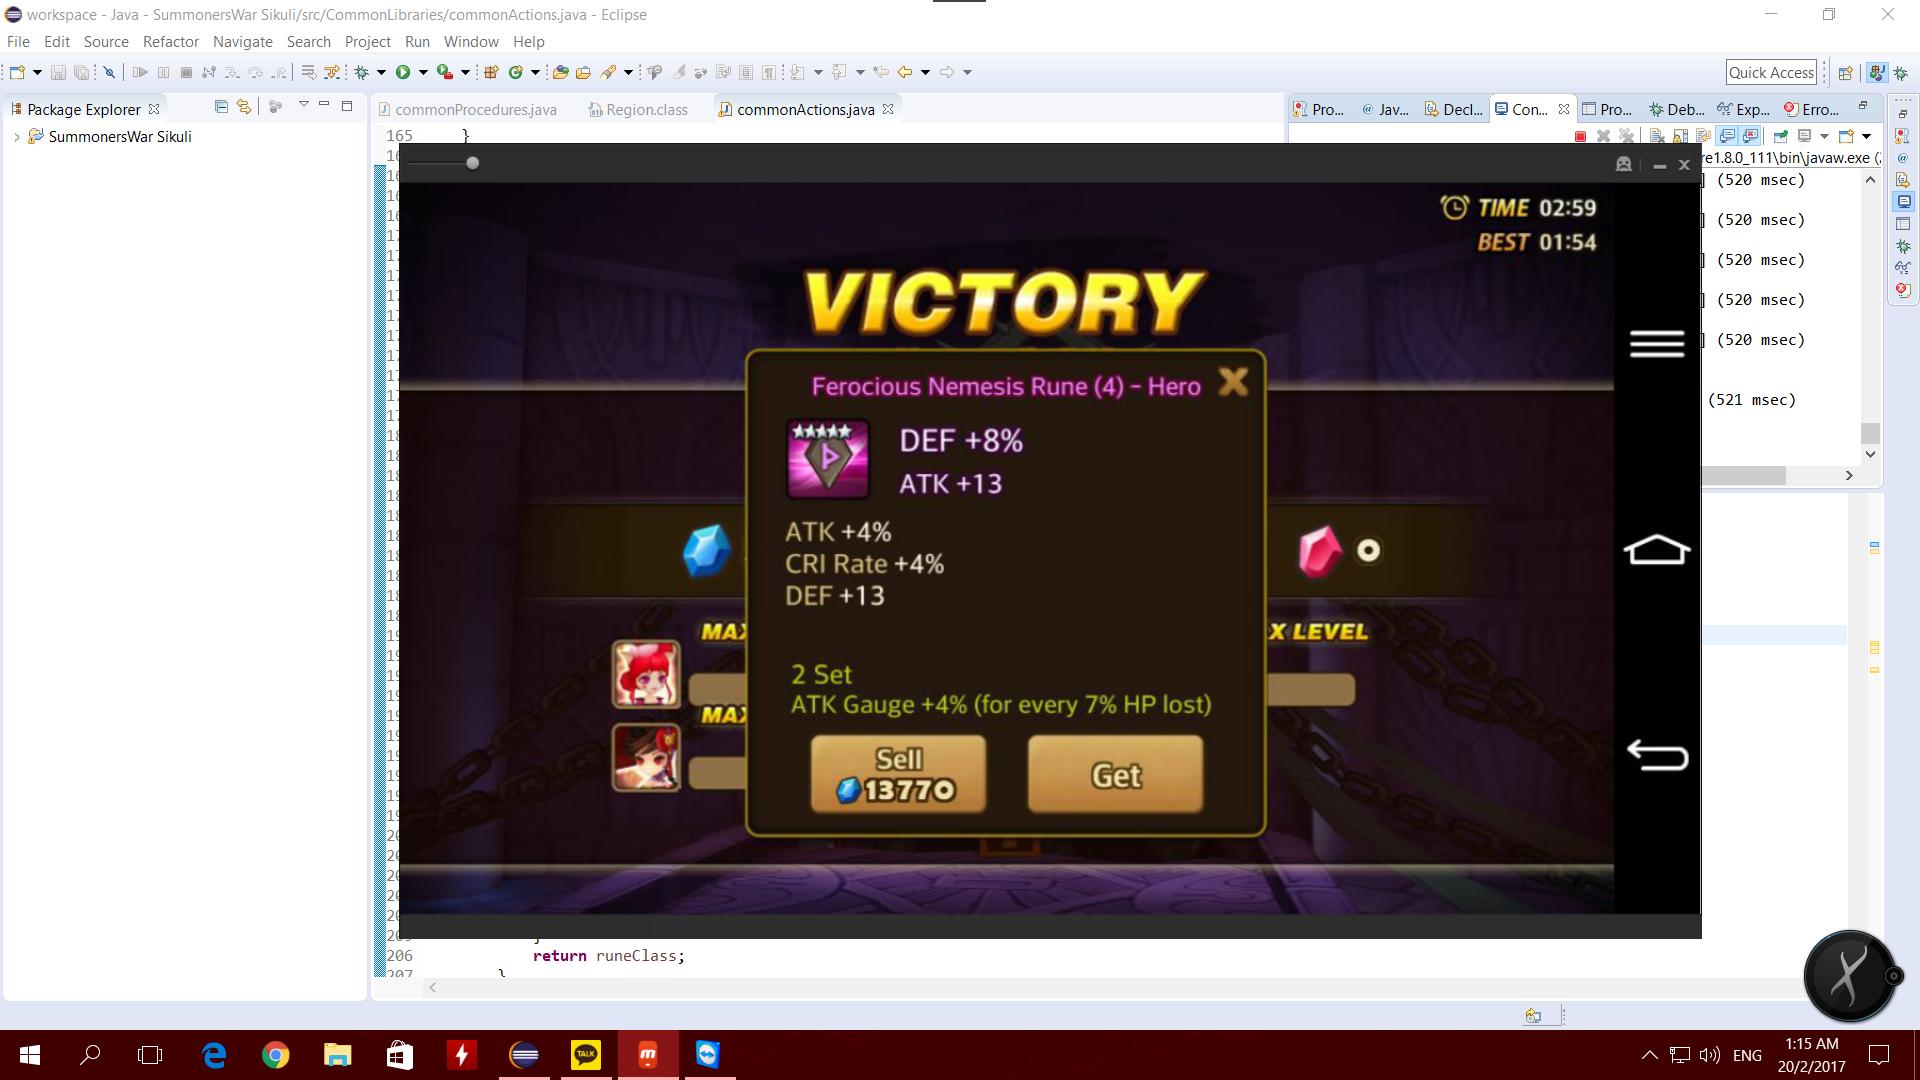 workspace - Java - SummonersWar Sikuli/src/CommonLibraries/commonActions.java - Eclipse
File Edit Source Refactor Navigate Search Project Run Window Help
Quick Access
Package Explorer
commonProcedures.java Region.class commonActions.java
Pro... Jav... Decl... Con... Pro... Deb... Exp... Erro...
SummonersWar Sikuli
165 }
re1.8.0_111\bin\javaw.exe (
] (520 msec)
] (520 msec)
] (520 msec)
] (520 msec)
] (520 msec)
(521 msec)
TIME 02:59
BEST 01:54
VICTORY
Ferocious Nemesis Rune (4) - Hero
DEF +8%
ATK +13
ATK +4%
CRI Rate +4%
DEF +13
0
X LEVEL
2 Set
ATK Gauge +4% (for every 7% HP lost)
Sell
13770
Get
206 return runeClass;
207 }
TALK
ENG
1:15 AM
20/2/2017